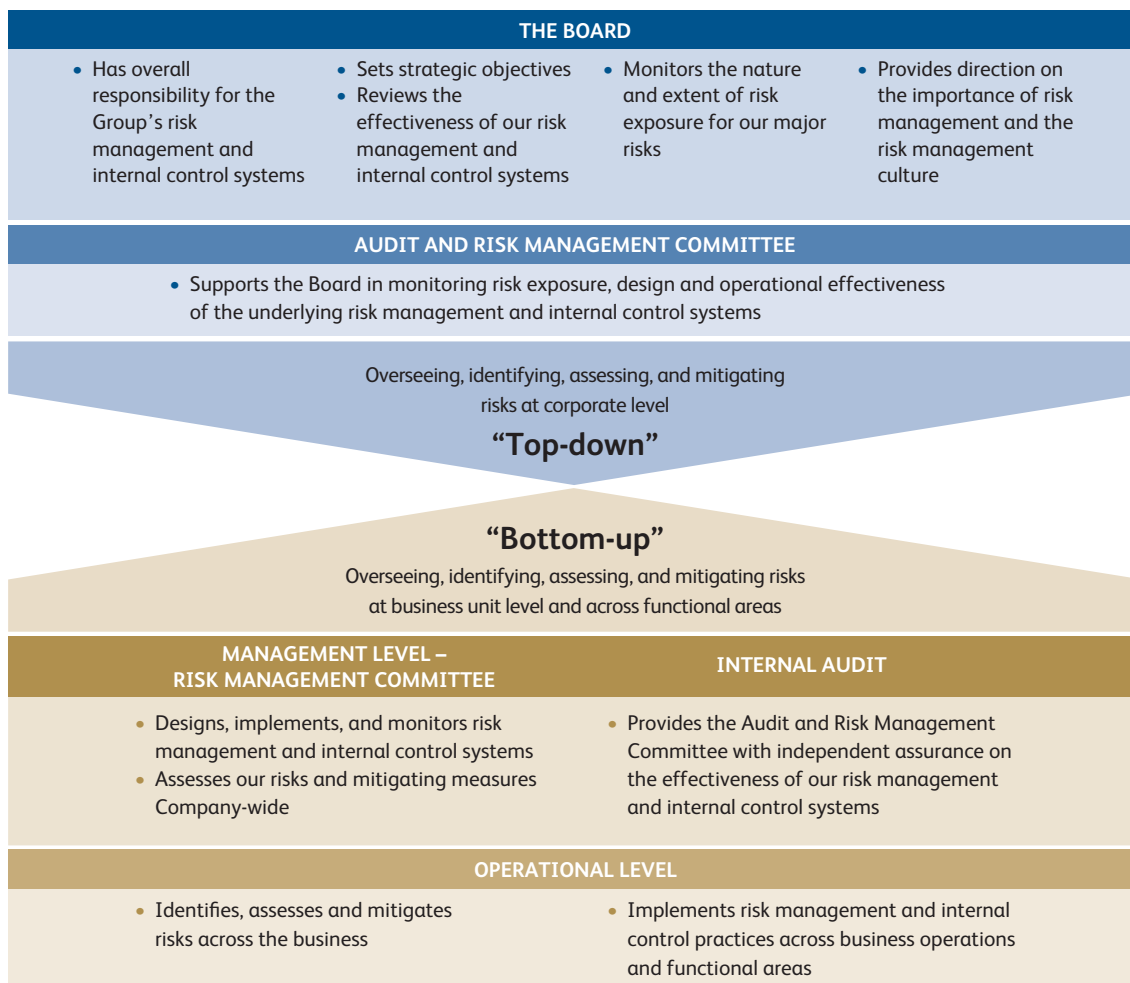 THE BOARD
• Has overall
responsibility for the
Group’s risk
management and
internal control systems
• Sets strategic objectives
• Reviews the
effectiveness of our risk
management and
internal control systems
• Monitors the nature
and extent of risk
exposure for our major
risks
• Provides direction on
the importance of risk
management and the
risk management
culture
AUDIT AND RISK MANAGEMENT COMMITTEE
• Supports the Board in monitoring risk exposure, design and operational effectiveness
of the underlying risk management and internal control systems
Overseeing, identifying, assessing, and mitigating
risks at corporate level
“Top-down”
“Bottom-up”
Overseeing, identifying, assessing, and mitigating risks
at business unit level and across functional areas
MANAGEMENT LEVEL –
RISK MANAGEMENT COMMITTEE
• Designs, implements, and monitors risk
management and internal control systems
• Assesses our risks and mitigating measures
Company-wide
INTERNAL AUDIT
• Provides the Audit and Risk Management
Committee with independent assurance on
the effectiveness of our risk management
and internal control systems
OPERATIONAL LEVEL
• Identifies, assesses and mitigates
risks across the business
• Implements risk management and internal
control practices across business operations
and functional areas